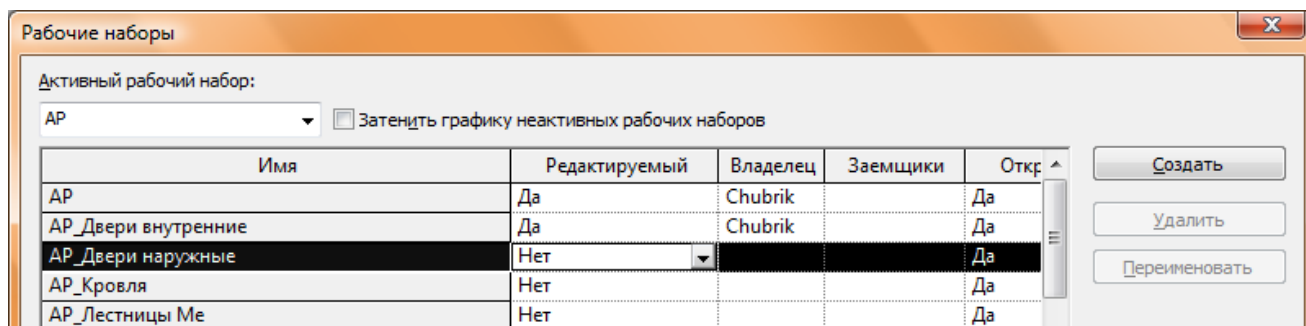 Рабочие наборы
Активный рабочий набор:
АР Затенить графику неактивных рабочих наборов
Имя Редактируемый Владелец Заемщики Откр Создать
АР Да Chubrik Да
АР_Двери внутренние Да Chubrik Да Удалить
АР_Двери наружные Нет Да
АР_Кровля Нет Да Переименовать
АР_Лестницы Ме Нет Да